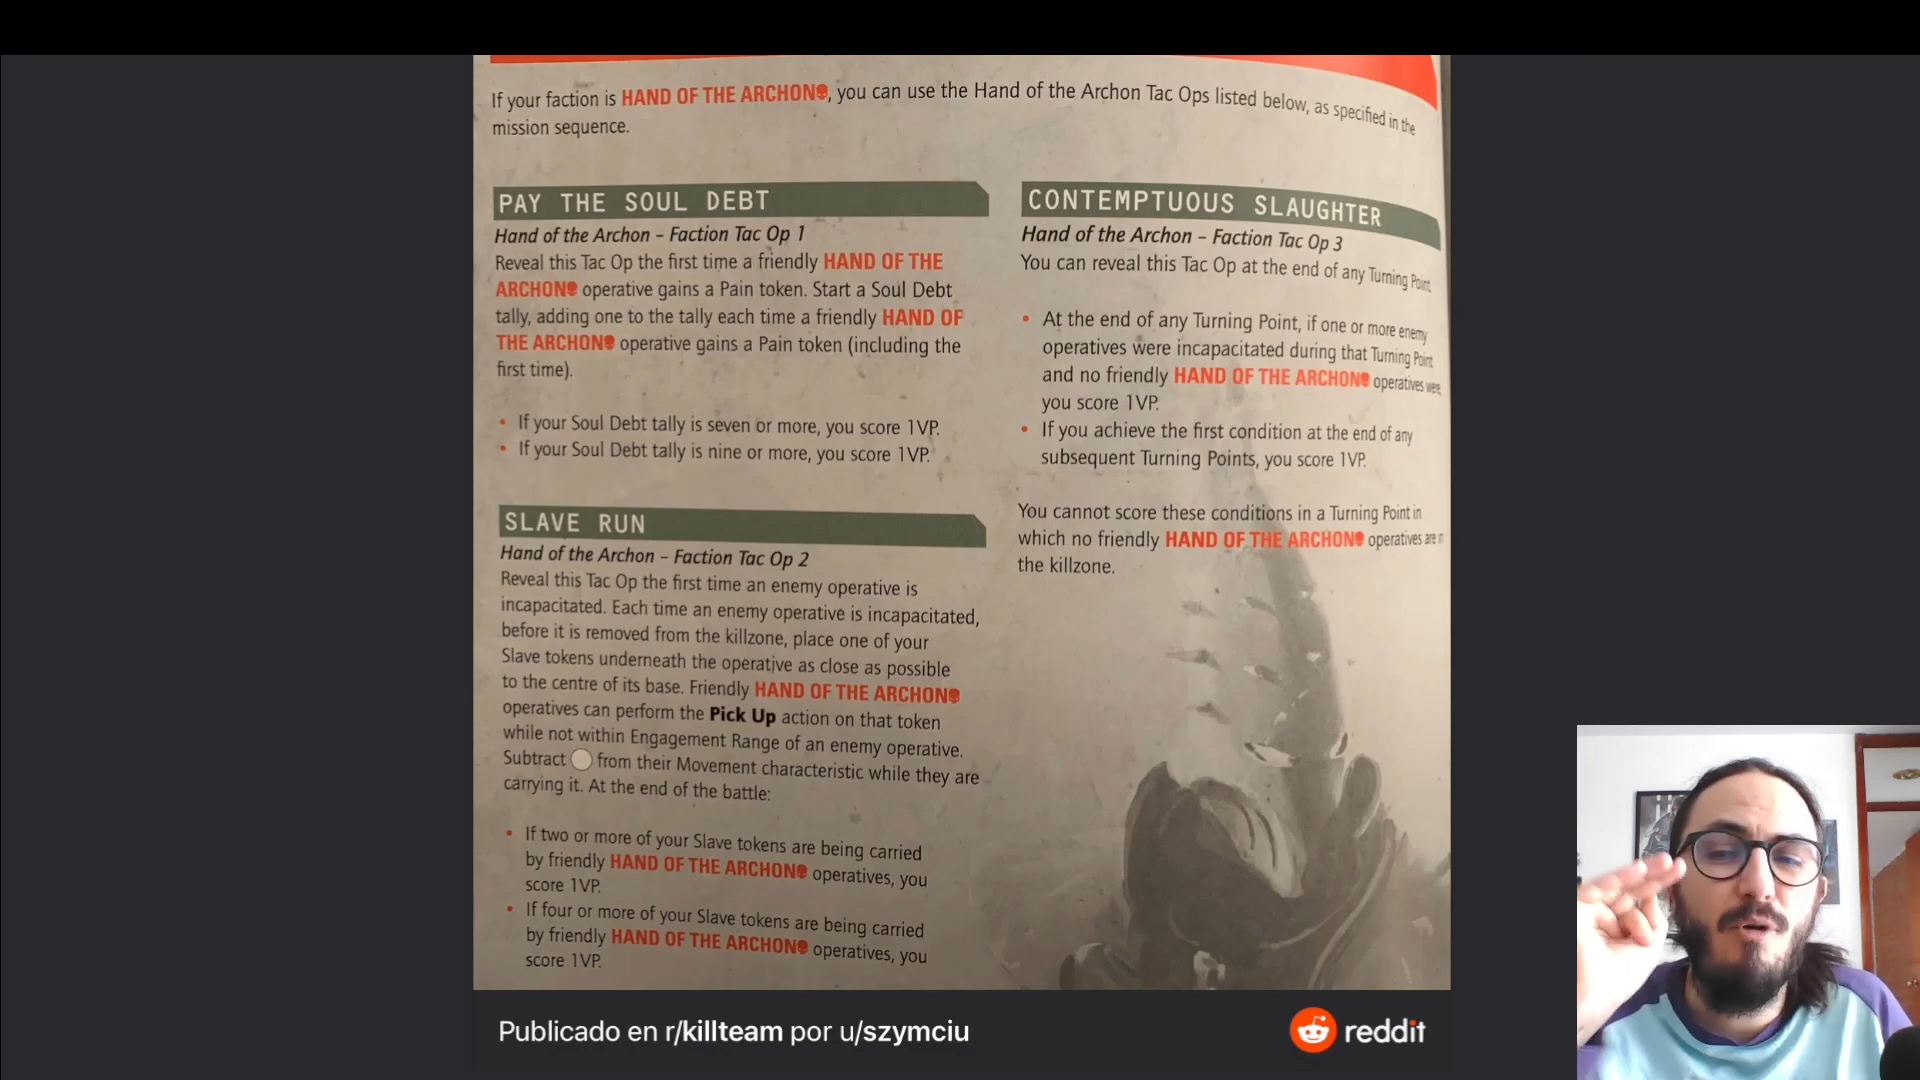 If your faction is HAND OF THE ARCHON, you can use the Hand of the Archon Tac Ops listed below, as specified in the
mission sequence.
PAY THE SOUL DEBT
Hand of the Archon – Faction Tac Op 1
Reveal this Tac Op the first time a friendly HAND OF THE
ARCHON operative gains a Pain token. Start a Soul Debt
tally, adding one to the tally each time a friendly HAND OF
THE ARCHON operative gains a Pain token (including the
first time).
• If your Soul Debt tally is seven or more, you score 1VP.
• If your Soul Debt tally is nine or more, you score 1VP.
SLAVE RUN
Hand of the Archon – Faction Tac Op 2
Reveal this Tac Op the first time an enemy operative is
incapacitated. Each time an enemy operative is incapacitated,
before it is removed from the killzone, place one of your
Slave tokens underneath the operative as close as possible
to the centre of its base. Friendly HAND OF THE ARCHON
operatives can perform the Pick Up action on that token
while not within Engagement Range of an enemy operative.
Subtract from their Movement characteristic while they are
carrying it. At the end of the battle:
• If two or more of your Slave tokens are being carried
by friendly HAND OF THE ARCHON operatives, you
score 1VP.
• If four or more of your Slave tokens are being carried
by friendly HAND OF THE ARCHON operatives, you
score 1VP.
CONTEMPTUOUS SLAUGHTER
Hand of the Archon – Faction Tac Op 3
You can reveal this Tac Op at the end of any Turning Point.
• At the end of any Turning Point, if one or more enemy
operatives were incapacitated during that Turning Point
and no friendly HAND OF THE ARCHON operatives were,
you score 1VP.
• If you achieve the first condition at the end of any
subsequent Turning Points, you score 1VP.
You cannot score these conditions in a Turning Point in
which no friendly HAND OF THE ARCHON operatives are in
the killzone.
Publicado en r/killteam por u/szymciu
reddit